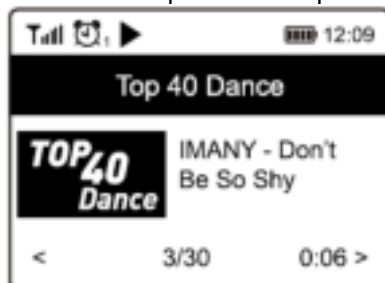 12:09
Top 40 Dance
TOP 40 Dance
IMANY - Don't
Be So Shy
< 3/30 0:06 >